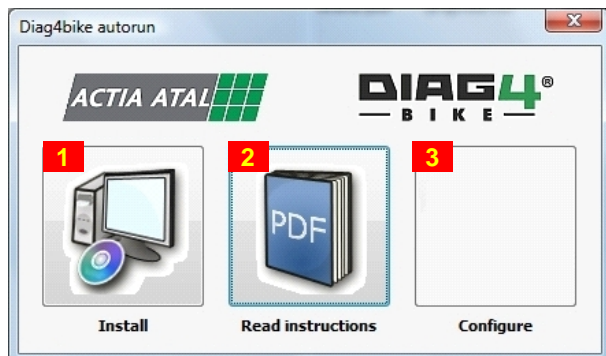 Diag4bike autorun
ACTIA ATAL
DIAG4®
BIKE
1
2
3
PDF
Install
Read instructions
Configure